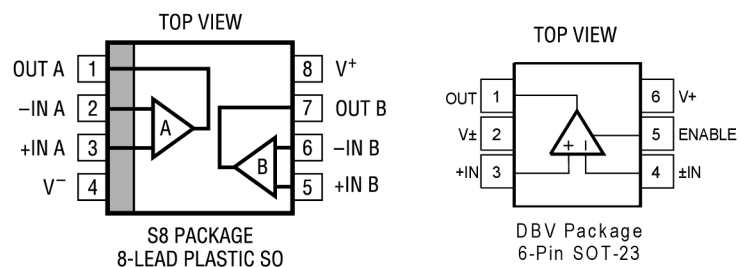 TOP VIEW
OUT A 1
–IN A 2
+IN A 3
V– 4
8 V+
7 OUT B
6 –IN B
5 +IN B
A
B
S8 PACKAGE
8-LEAD PLASTIC SO
TOP VIEW
OUT 1
V± 2
+IN 3
6 V+
5 ENABLE
4 ±IN
+ –
DBV Package
6-Pin SOT-23